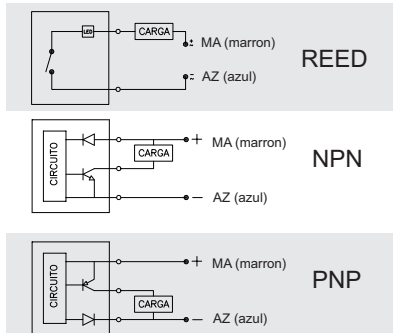 LED
CARGA
± MA (marron)
REED
∓ AZ (azul)
CIRCUITO
+ MA (marron)
CARGA
NPN
− AZ (azul)
CIRCUITO
+ MA (marron)
PNP
CARGA
− AZ (azul)